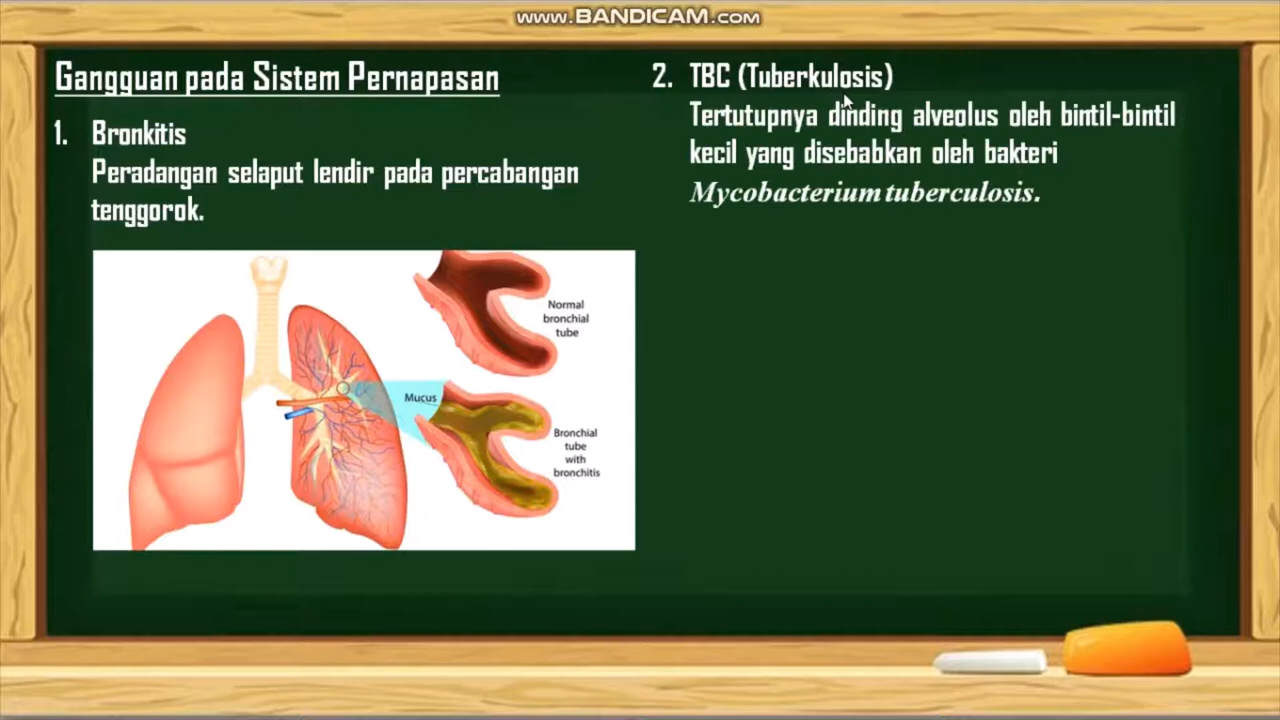 www.BANDICAM.com
Gangguan pada Sistem Pernapasan
1. Bronkitis
Peradangan selaput lendir pada percabangan
tenggorok.
Normal
bronchial
tube
Mucus
Bronchial
tube
with
bronchitis
2. TBC (Tuberkulosis)
Tertutupnya dinding alveolus oleh bintil-bintil
kecil yang disebabkan oleh bakteri
Mycobacterium tuberculosis.